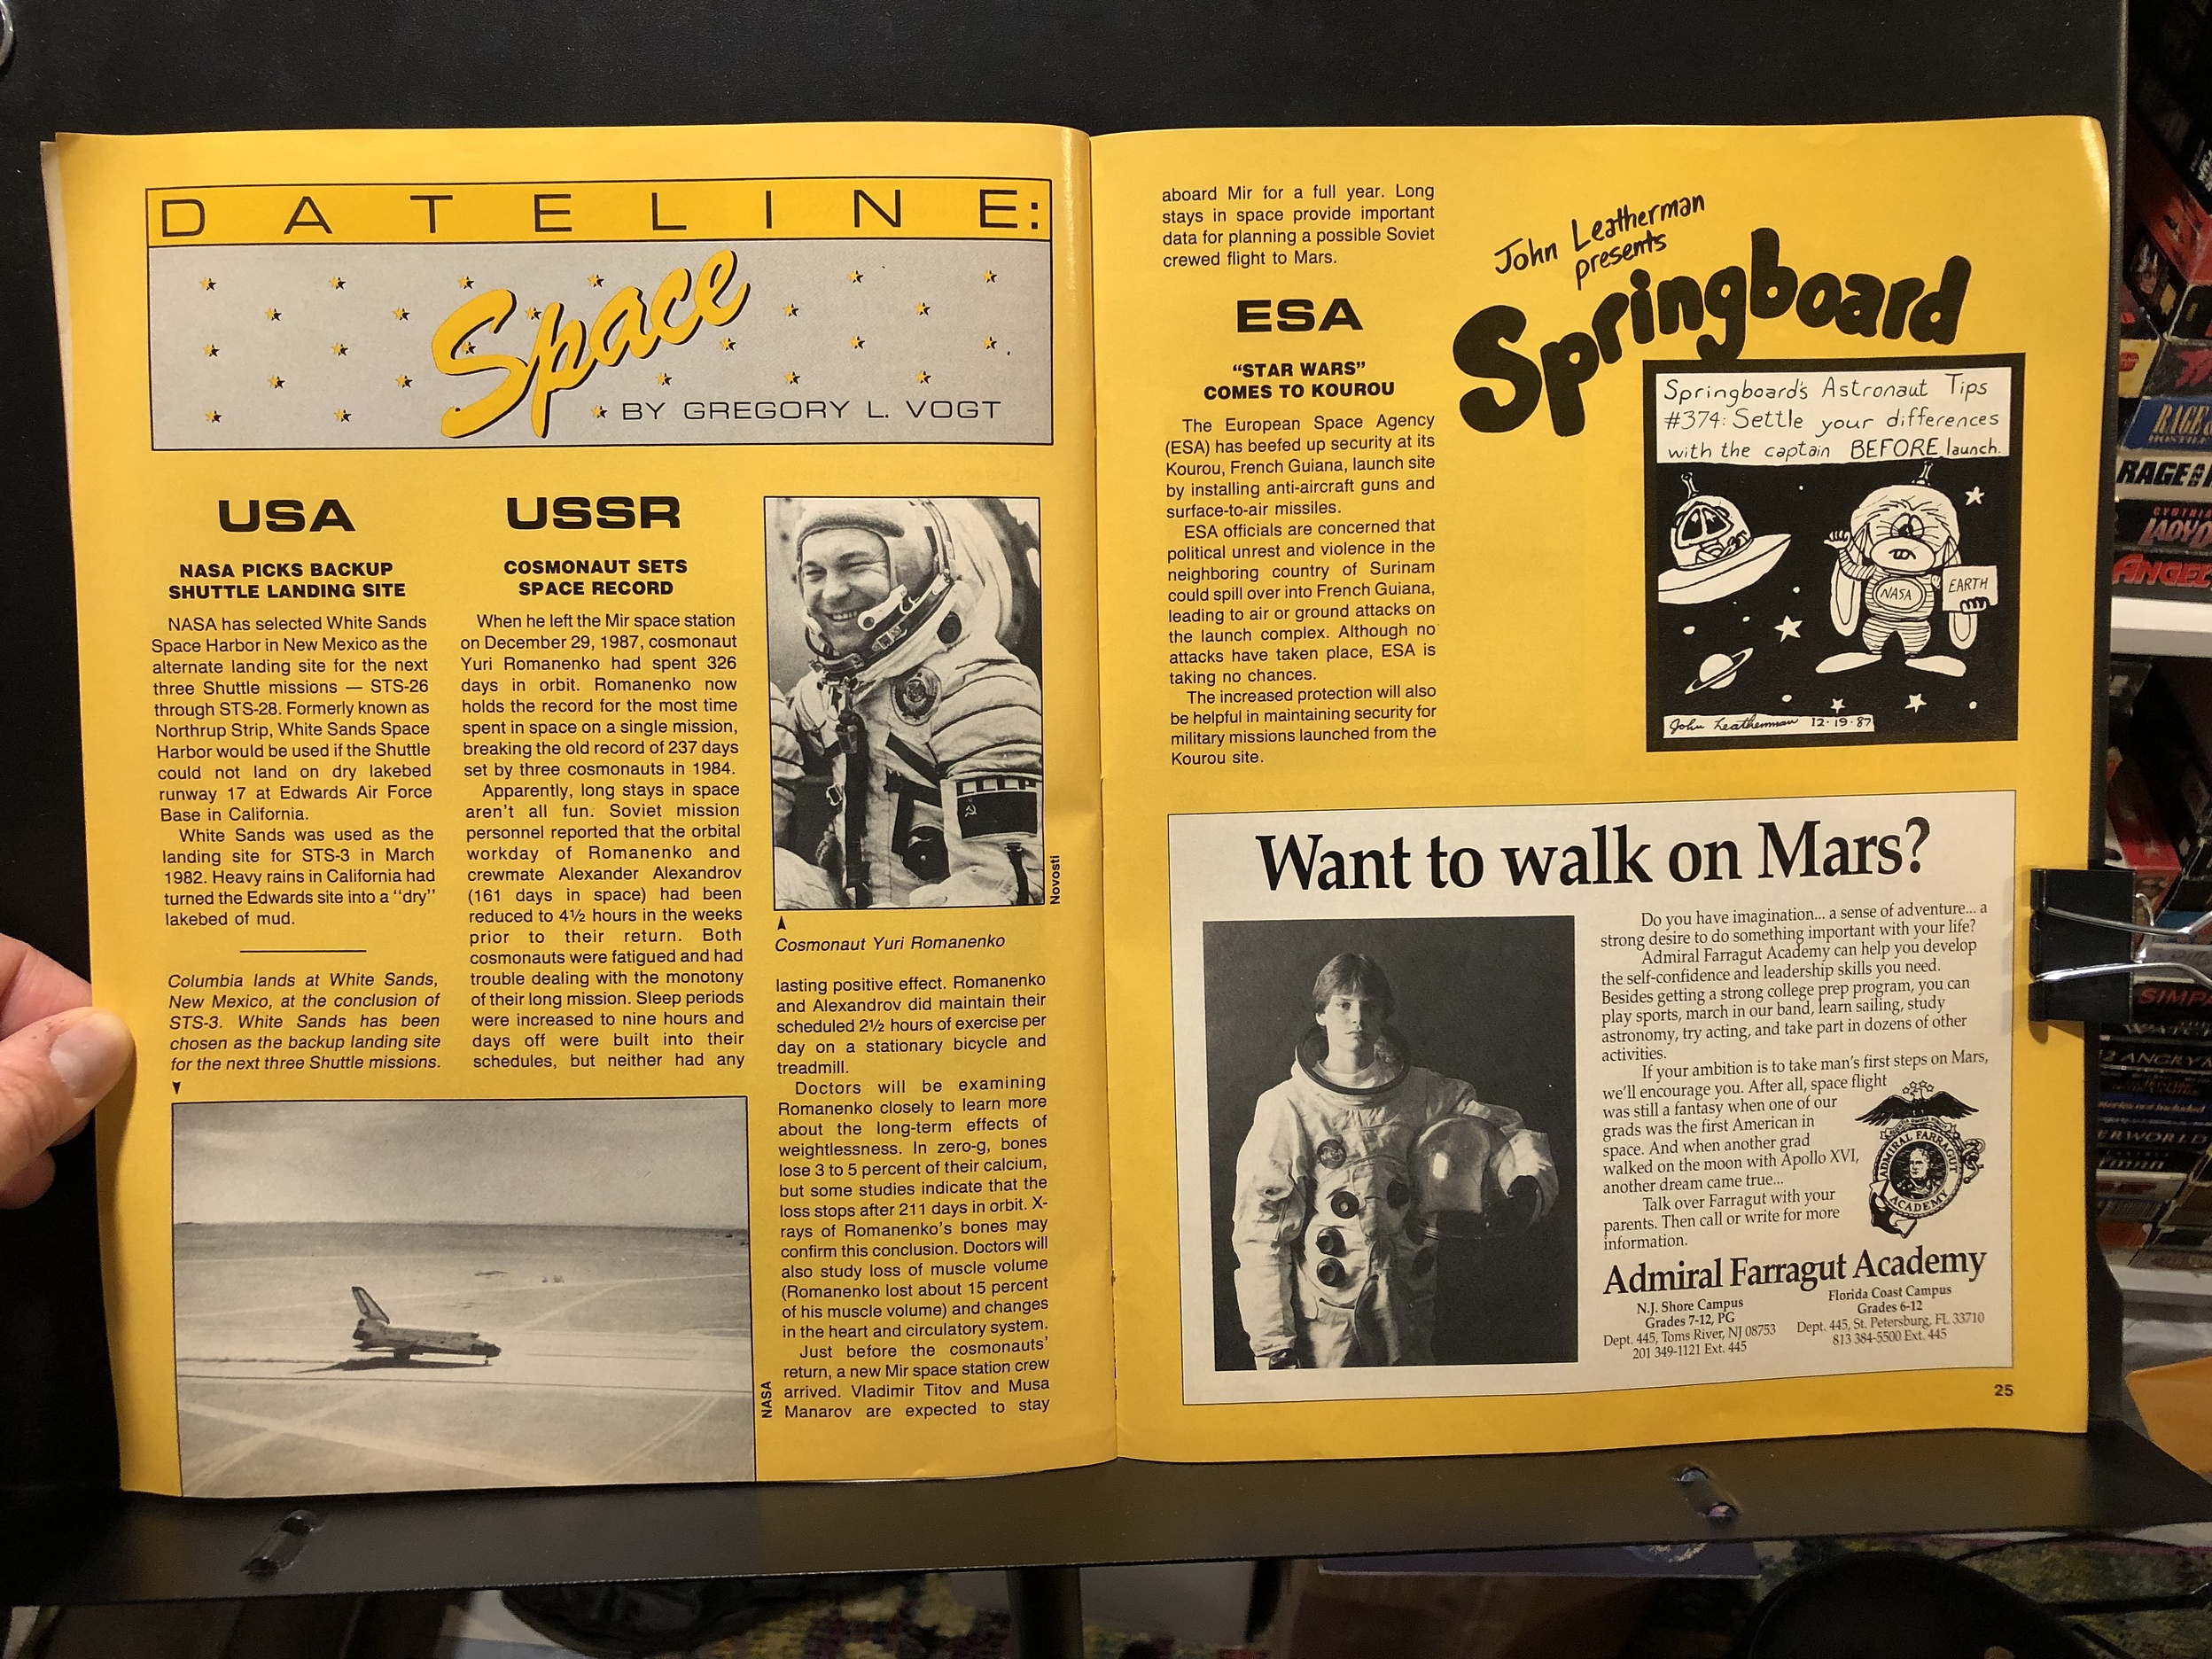 DATELINE:
Space
BY GREGORY L. VOGT
USA
NASA PICKS BACKUP
SHUTTLE LANDING SITE
NASA has selected White Sands
Space Harbor in New Mexico as the
alternate landing site for the next
three Shuttle missions — STS-26
through STS-28. Formerly known as
Northrup Strip, White Sands Space
Harbor would be used if the Shuttle
could not land on dry lakebed
runway 17 at Edwards Air Force
Base in California.
White Sands was used as the
landing site for STS-3 in March
1982. Heavy rains in California had
turned the Edwards site into a "dry"
lakebed of mud.
Columbia lands at White Sands,
New Mexico, at the conclusion of
STS-3. White Sands has been
chosen as the backup landing site
for the next three Shuttle missions.
NASA
USSR
COSMONAUT SETS
SPACE RECORD
When he left the Mir space station
on December 29, 1987, cosmonaut
Yuri Romanenko had spent 326
days in orbit. Romanenko now
holds the record for the most time
spent in space on a single mission,
breaking the old record of 237 days
set by three cosmonauts in 1984.
Apparently, long stays in space
aren't all fun. Soviet mission
personnel reported that the orbital
workday of Romanenko and
crewmate Alexander Alexandrov
(161 days in space) had been
reduced to 4½ hours in the weeks
prior to their return. Both
cosmonauts were fatigued and had
trouble dealing with the monotony
of their long mission. Sleep periods
were increased to nine hours and
days off were built into their
schedules, but neither had any
CCCP
Novosti
Cosmonaut Yuri Romanenko
lasting positive effect. Romanenko
and Alexandrov did maintain their
scheduled 2½ hours of exercise per
day on a stationary bicycle and
treadmill.
Doctors will be examining
Romanenko closely to learn more
about the long-term effects of
weightlessness. In zero-g, bones
lose 3 to 5 percent of their calcium,
but some studies indicate that the
loss stops after 211 days in orbit. X-
rays of Romanenko's bones may
confirm this conclusion. Doctors will
also study loss of muscle volume
(Romanenko lost about 15 percent
of his muscle volume) and changes
in the heart and circulatory system.
Just before the cosmonauts'
return, a new Mir space station crew
arrived. Vladimir Titov and Musa
Manarov are expected to stay
aboard Mir for a full year. Long
stays in space provide important
data for planning a possible Soviet
crewed flight to Mars.
ESA
"STAR WARS"
COMES TO KOUROU
The European Space Agency
(ESA) has beefed up security at its
Kourou, French Guiana, launch site
by installing anti-aircraft guns and
surface-to-air missiles.
ESA officials are concerned that
political unrest and violence in the
neighboring country of Surinam
could spill over into French Guiana,
leading to air or ground attacks on
the launch complex. Although no
attacks have taken place, ESA is
taking no chances.
The increased protection will also
be helpful in maintaining security for
military missions launched from the
Kourou site.
John Leatherman
presents
Springboard
Springboard's Astronaut Tips
#374: Settle your differences
with the captain BEFORE launch.
NASA
EARTH
John Leatherman 12·19·87
Want to walk on Mars?
Do you have imagination... a sense of adventure... a
strong desire to do something important with your life?
Admiral Farragut Academy can help you develop
the self-confidence and leadership skills you need.
Besides getting a strong college prep program, you can
play sports, march in our band, learn sailing, study
astronomy, try acting, and take part in dozens of other
activities.
If your ambition is to take man's first steps on Mars,
we'll encourage you. After all, space flight
was still a fantasy when one of our
grads was the first American in
space. And when another grad
walked on the moon with Apollo XVI,
another dream came true...
Talk over Farragut with your
parents. Then call or write for more
information.
ADMIRAL FARRAGUT
ACADEMY
Admiral Farragut Academy
N.J. Shore Campus
Grades 7-12, PG
Dept. 445, Toms River, NJ 08753
201 349-1121 Ext. 445
Florida Coast Campus
Grades 6-12
Dept. 445, St. Petersburg, FL 33710
813 384-5500 Ext. 445
25
RAGE
ANGEL
12 ANGRY